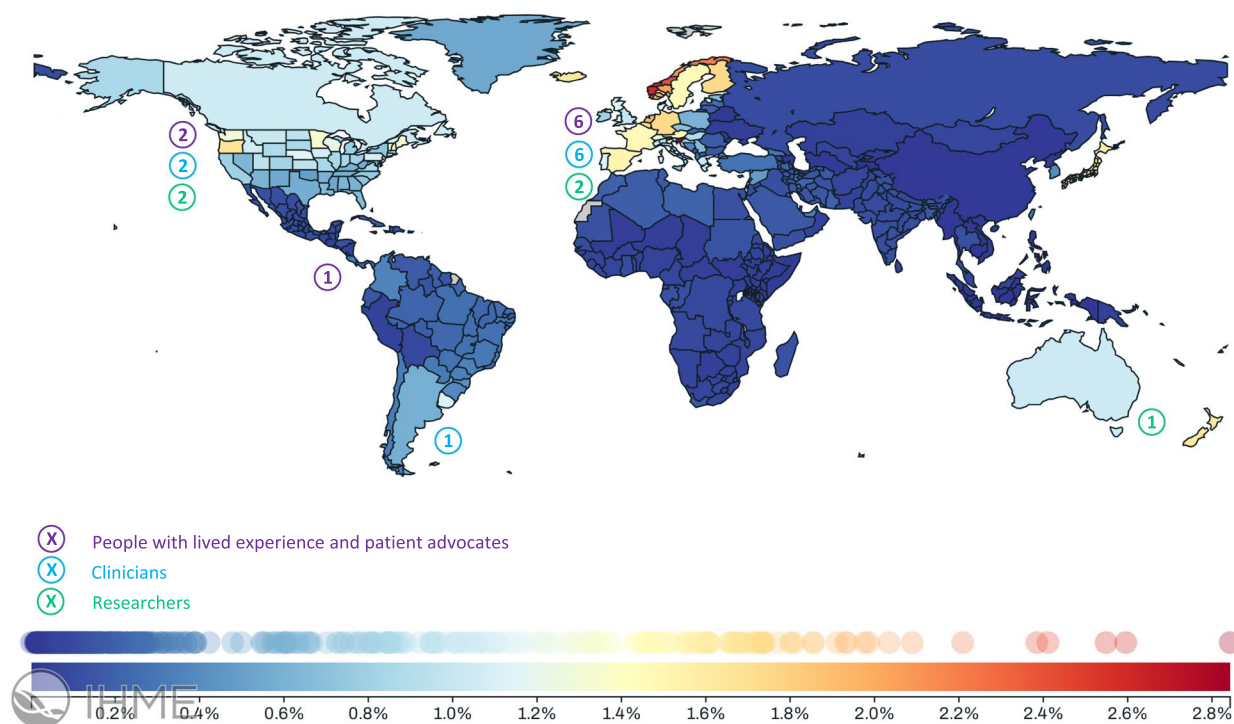 2
2
2
6
6
2
1
1
1
X People with lived experience and patient advocates
X Clinicians
X Researchers
IHME
0.2% 0.4% 0.6% 0.8% 1.0% 1.2% 1.4% 1.6% 1.8% 2.0% 2.2% 2.4% 2.6% 2.8%